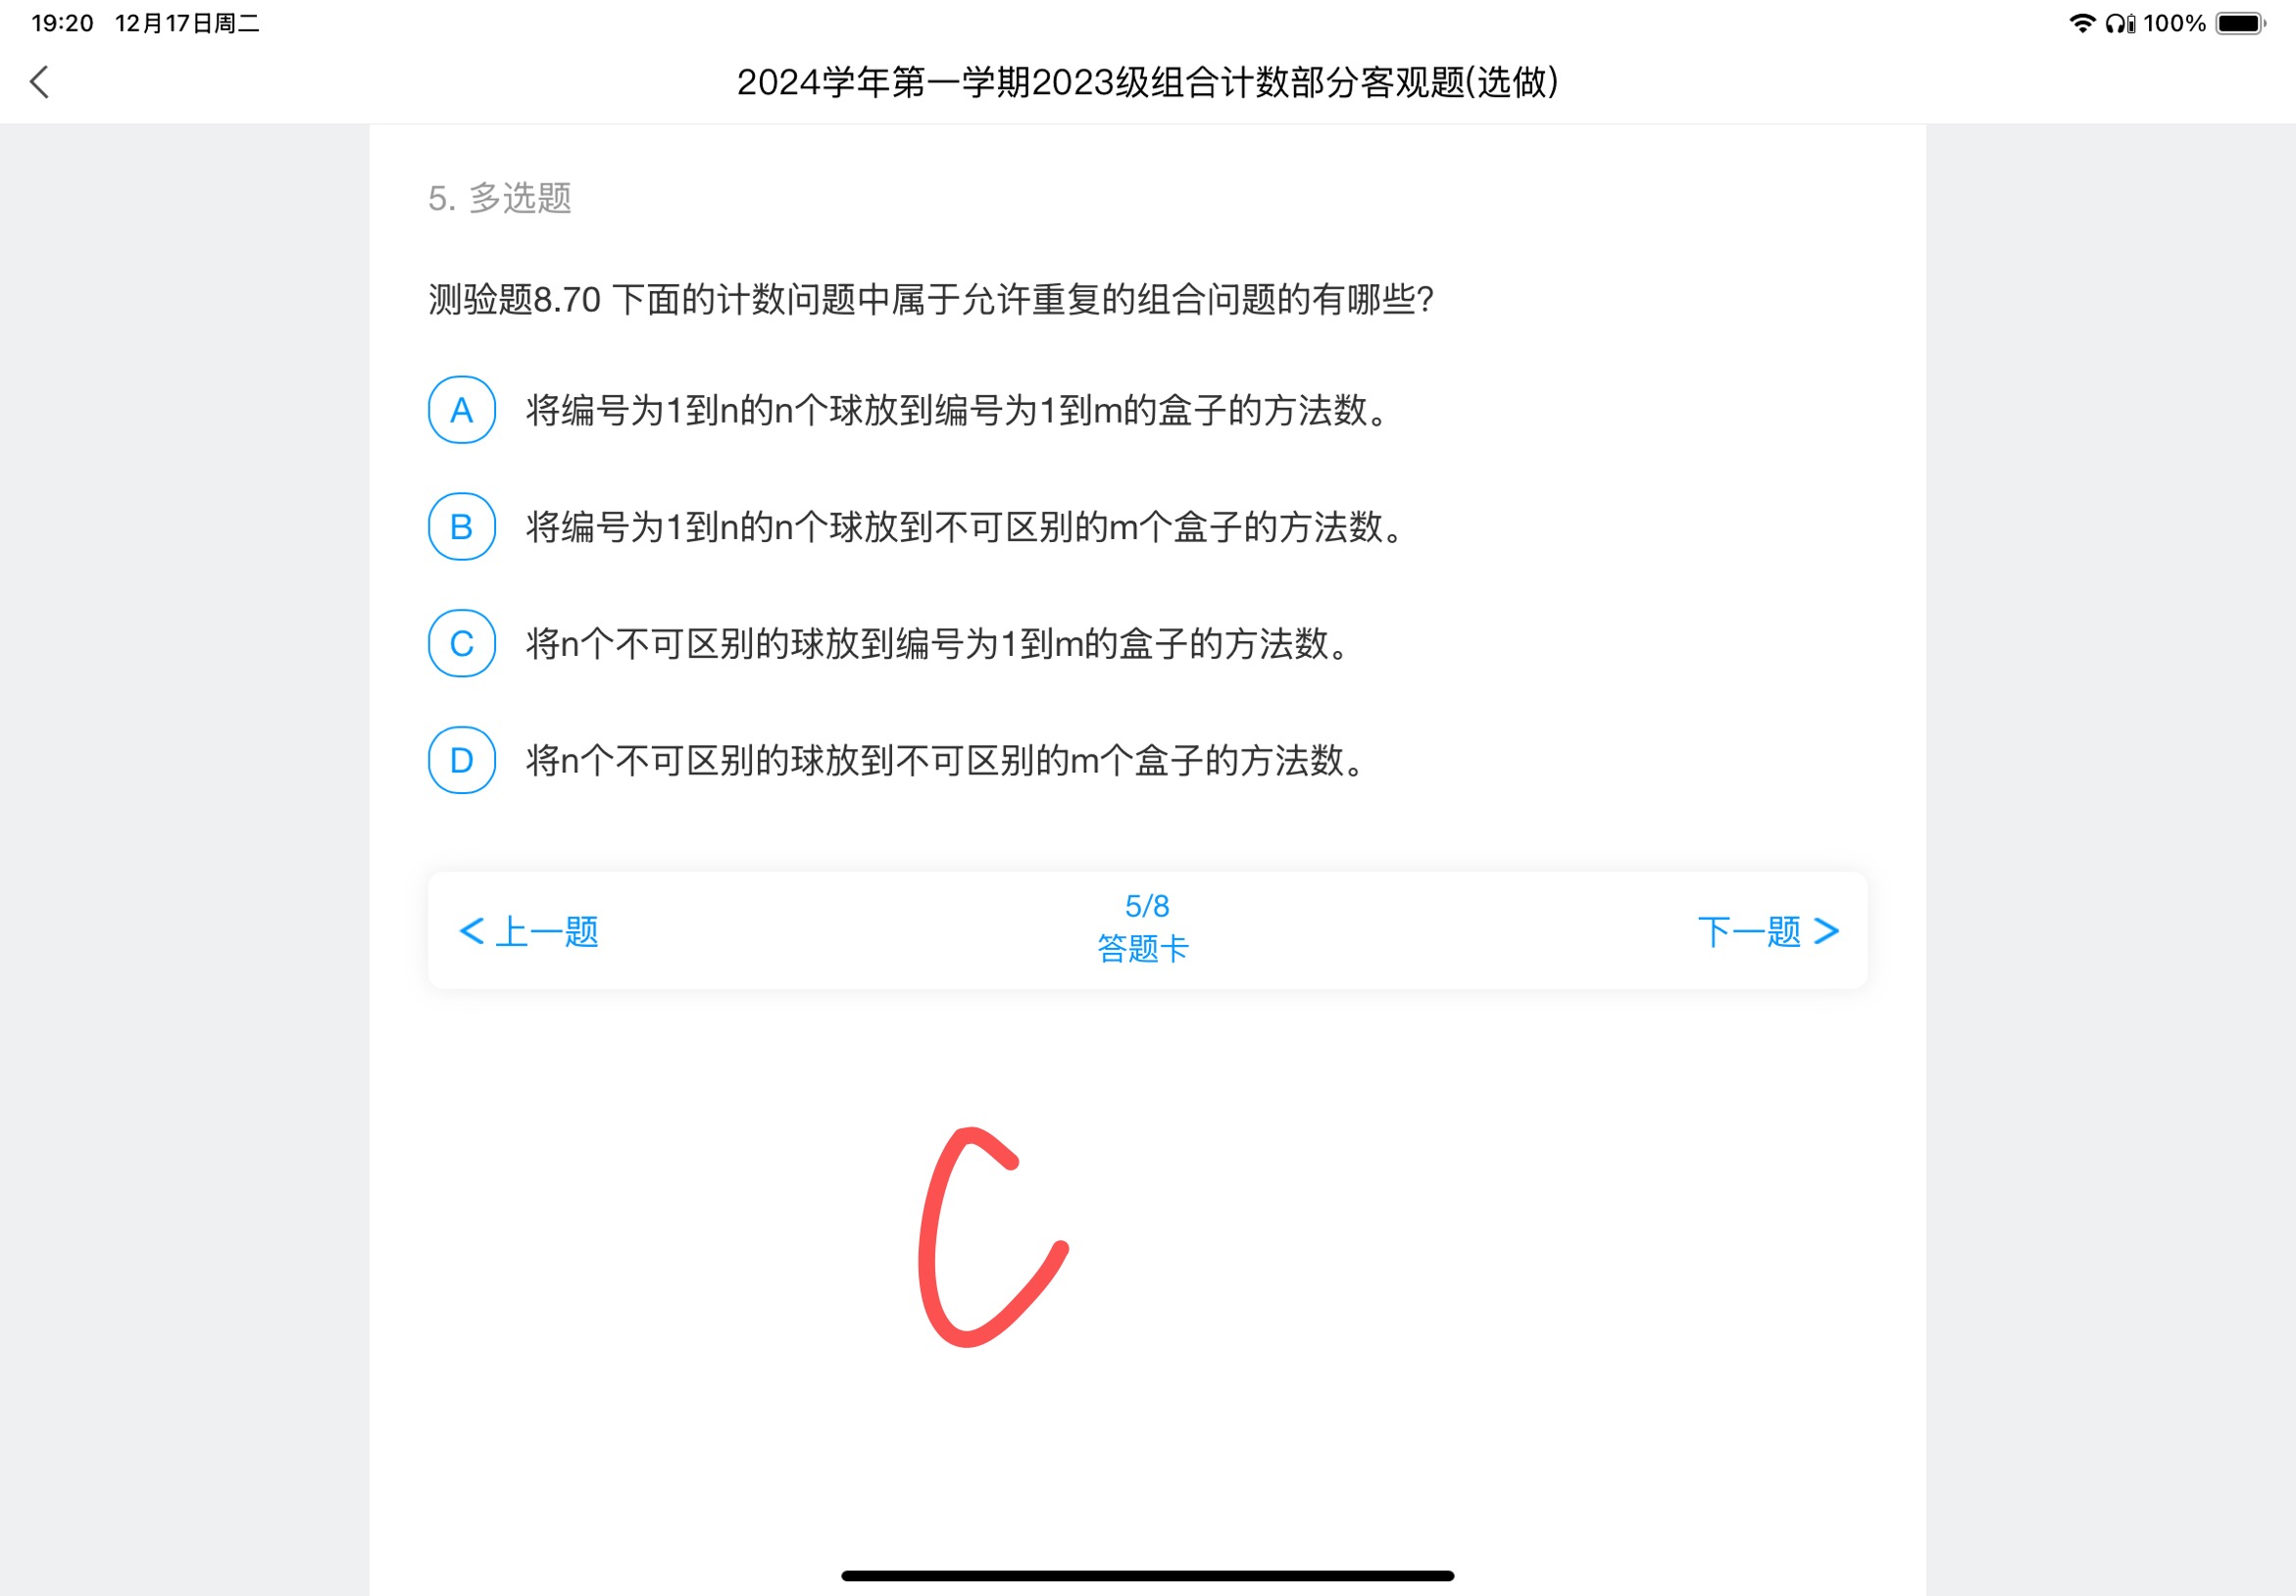 19:20 12月17日周二
100%
2024学年第一学期2023级组合计数部分客观题(选做)
5. 多选题
测验题8.70 下面的计数问题中属于允许重复的组合问题的有哪些?
A 将编号为1到n的n个球放到编号为1到m的盒子的方法数。
B 将编号为1到n的n个球放到不可区别的m个盒子的方法数。
C 将n个不可区别的球放到编号为1到m的盒子的方法数。
D 将n个不可区别的球放到不可区别的m个盒子的方法数。
上一题
5/8
答题卡
下一题
C